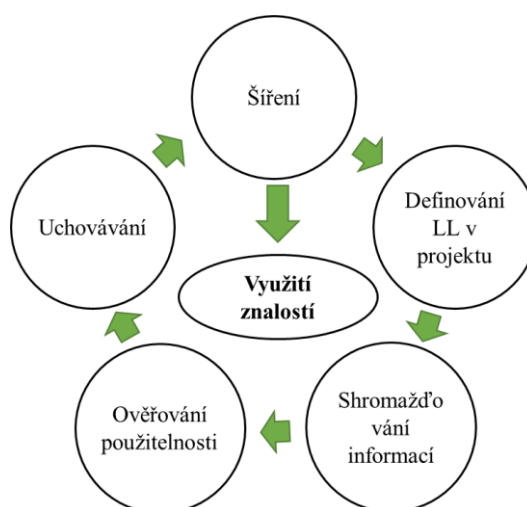 Šíření
Definování
LL v
projektu
Shromažďo
vání
informací
Ověřování
použitelnosti
Uchovávání
Využití
znalostí